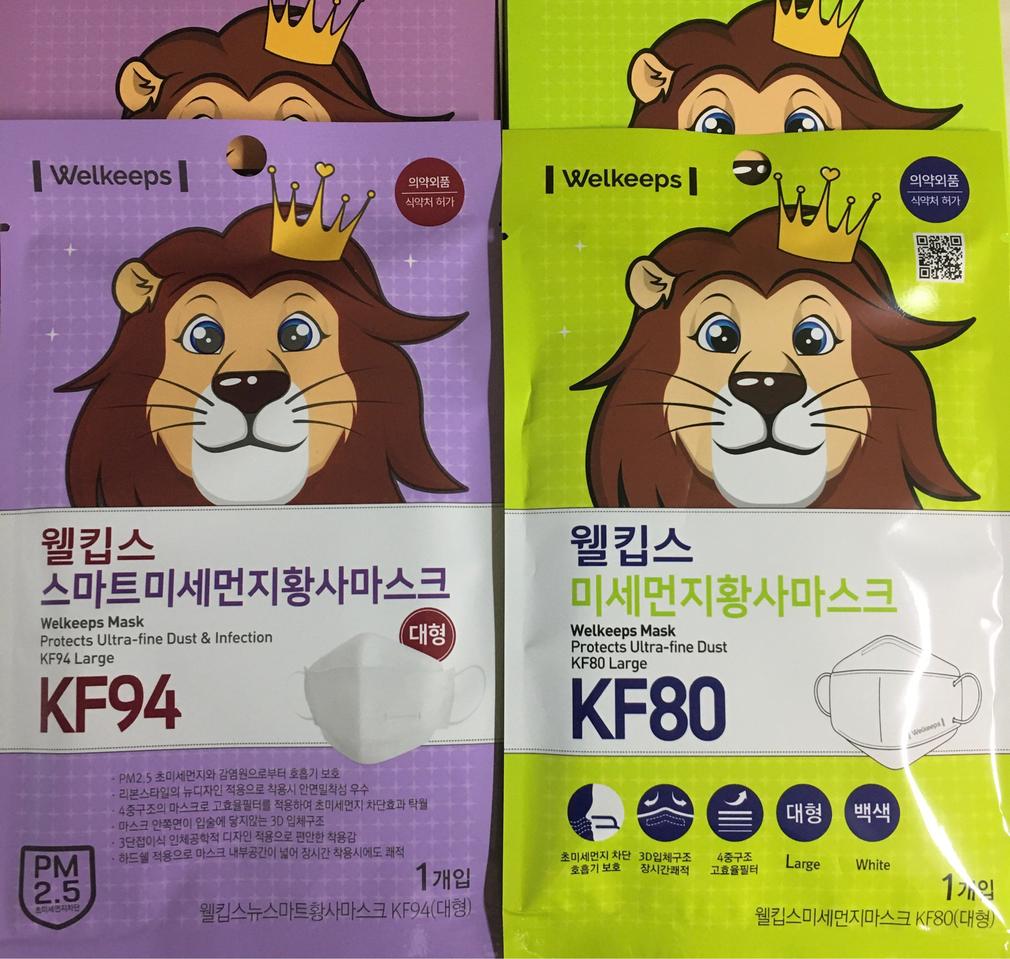 Welkeeps
의약외품
식약처 허가
웰킵스
스마트미세먼지황사마스크
Welkeeps Mask
Protects Ultra-fine Dust & Infection
KF94 Large
대형
KF94
- PM2.5 초미세먼지와 감염원으로부터 호흡기 보호
- 리본스타일의 뉴디자인 적용으로 착용시 안면밀착성 우수
- 4중구조의 마스크로 고효율필터를 적용하여 초미세먼지 차단효과 탁월
- 마스크 안쪽면이 입술에 닿지않는 3D 입체구조
- 3단접이식 인체공학적 디자인 적용으로 편안한 착용감
- 하드쉘 적용으로 마스크 내부공간이 넓어 장시간 착용시에도 쾌적
PM
2.5
초미세먼지차단
1개입
웰킵스뉴스마트황사마스크 KF94(대형)
Welkeeps
의약외품
식약처 허가
웰킵스
미세먼지황사마스크
Welkeeps Mask
Protects Ultra-fine Dust
KF80 Large
KF80
Welkeeps
대형
백색
초미세먼지 차단
호흡기 보호
3D입체구조
장시간쾌적
4중구조
고효율필터
Large
White
1개입
웰킵스미세먼지마스크 KF80(대형)